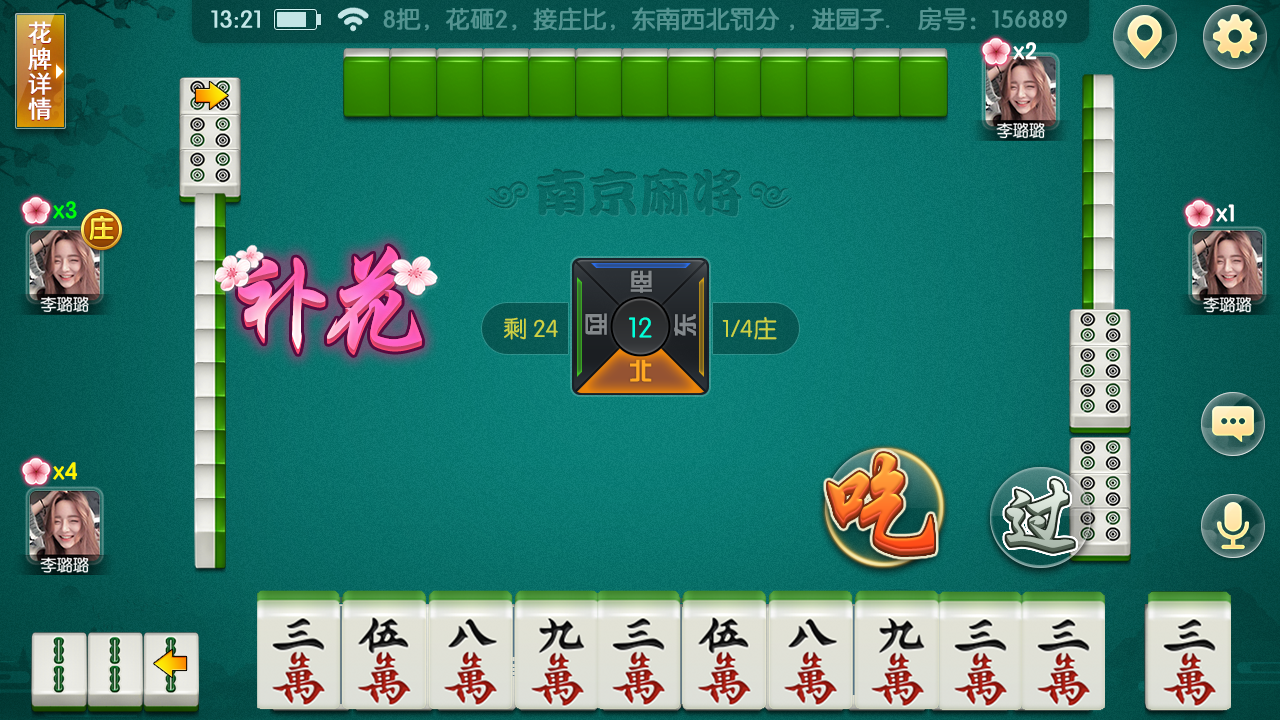 13:21
8把，花砸2，接庄比，东南西北罚分 ，进园子. 房号：156889
花牌详情
x2
李璐璐
南京麻将
x3
庄
李璐璐
x1
李璐璐
补花
南
剩 24
西
12
东
1/4庄
北
x4
李璐璐
吃
过
三萬
伍萬
八萬
九萬
三萬
伍萬
八萬
九萬
三萬
三萬
三萬